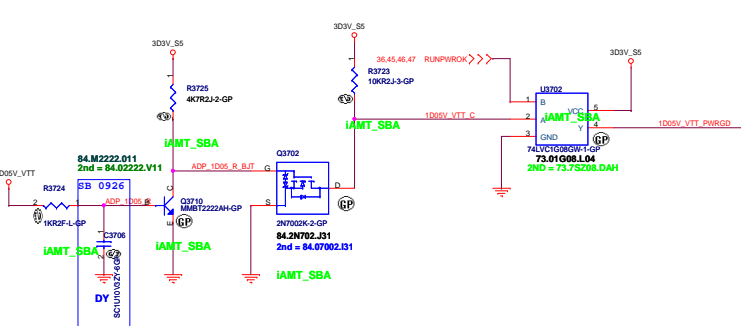 3D3V_S5
3D3V_S5
3D3V_S5
36,45,46,47 RUNPWROK
R3725
4K7R2J-2-GP
R3723
10KR2J-3-GP
U3702
1 B
VCC 5
1D05V_VTT_C
2 A
iAMT_SBA
Y 4
1D05V_VTT_PWRGD
3 GND
GP
iAMT_SBA
iAMT_SBA
74LVC1G08GW-1-GP
73.01G08.L04
2ND = 73.7SZ08.DAH
84.M2222.011
2nd = 84.02222.V11
Q3702
ADP_1D05_R_BJT
G
D
S
GP
D05V_VTT
SB 0926
R3724
2
1
ADP_1D05_R
B
C
E
Q3710
MMBT2222AH-GP
GP
1KR2F-L-GP
2N7002K-2-GP
84.2N702.J31
2nd = 84.07002.I31
C3706
iAMT_SBA
iAMT_SBA
iAMT_SBA
DY
SC1U10V3ZY-6G